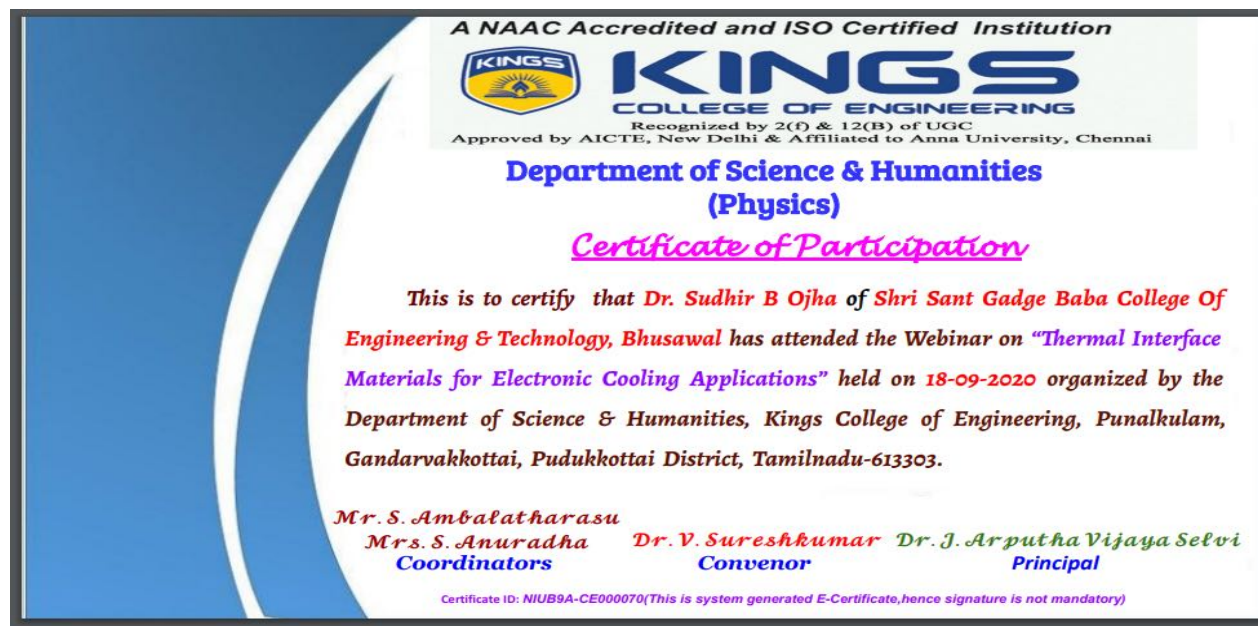 A NAAC Accredited and ISO Certified Institution
KINGS
KINGS
COLLEGE OF ENGINEERING
Recognized by 2(f) & 12(B) of UGC
Approved by AICTE, New Delhi & Affiliated to Anna University, Chennai
Department of Science & Humanities
(Physics)
Certificate of Participation
This is to certify that Dr. Sudhir B Ojha of Shri Sant Gadge Baba College Of
Engineering & Technology, Bhusawal has attended the Webinar on “Thermal Interface
Materials for Electronic Cooling Applications” held on 18-09-2020 organized by the
Department of Science & Humanities, Kings College of Engineering, Punalkulam,
Gandarvakkottai, Pudukkottai District, Tamilnadu-613303.
Mr. S. Ambalatharasu
Mrs. S. Anuradha Dr. V. Sureshkumar Dr. J. Arputha Vijaya Selvi
Coordinators Convenor Principal
Certificate ID: NIUB9A-CE000070(This is system generated E-Certificate,hence signature is not mandatory)